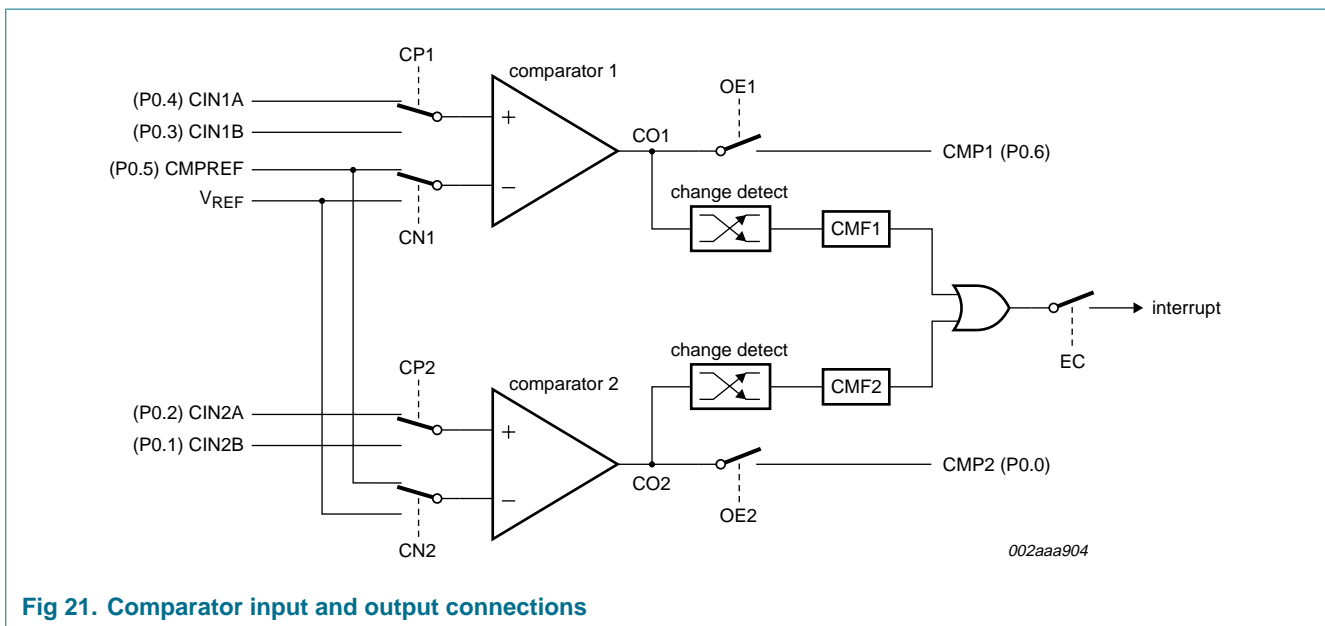 CP1
comparator 1
OE1
(P0.4) CIN1A
+
(P0.3) CIN1B
CO1
CMP1 (P0.6)
(P0.5) CMPREF
−
change detect
VREF
CMF1
CN1
interrupt
change detect
EC
CP2
comparator 2
CMF2
(P0.2) CIN2A
+
(P0.1) CIN2B
CMP2 (P0.0)
CO2
−
OE2
CN2
002aaa904
Fig 21. Comparator input and output connections